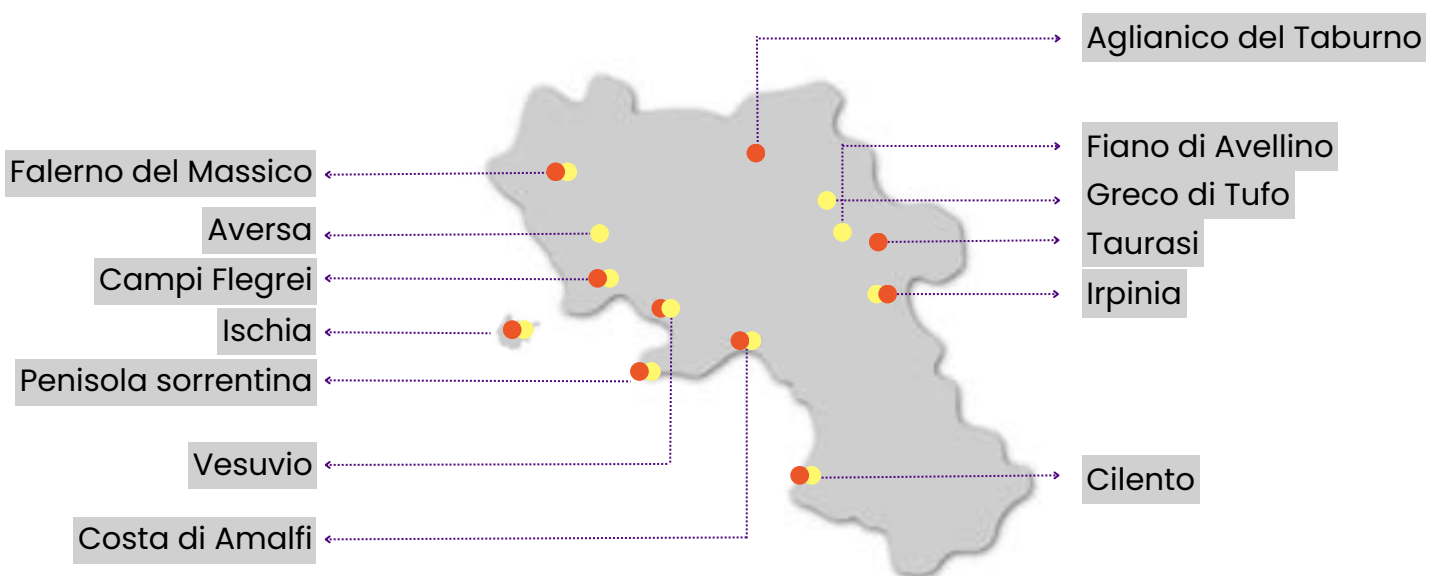 Aglianico del Taburno
Fiano di Avellino
Falerno del Massico
Greco di Tufo
Aversa
Taurasi
Campi Flegrei
Irpinia
Ischia
Penisola sorrentina
Vesuvio
Cilento
Costa di Amalfi